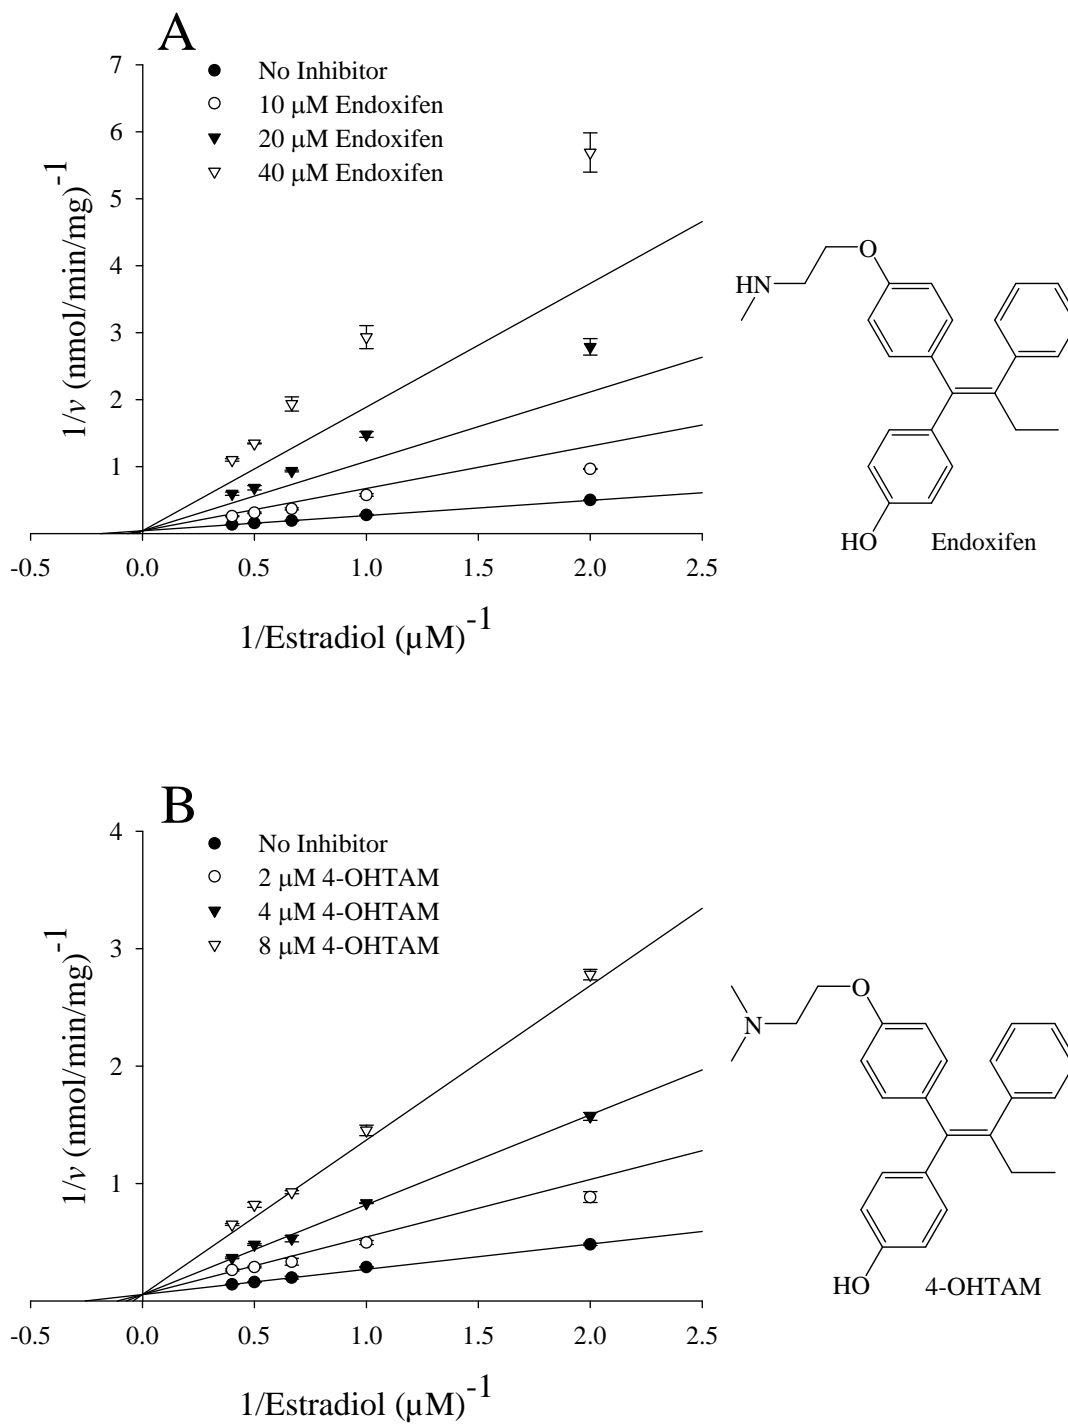 A
7
6
5
4
3
2
1
1/v (nmol/min/mg)-1
No Inhibitor
10 µM Endoxifen
20 µM Endoxifen
40 µM Endoxifen
-0.5 0.0 0.5 1.0 1.5 2.0 2.5
1/Estradiol (µM)-1
O
HN
HO
Endoxifen
B
4
3
2
1
1/v (nmol/min/mg)-1
No Inhibitor
2 µM 4-OHTAM
4 µM 4-OHTAM
8 µM 4-OHTAM
-0.5 0.0 0.5 1.0 1.5 2.0 2.5
1/Estradiol (µM)-1
O
N
HO
4-OHTAM